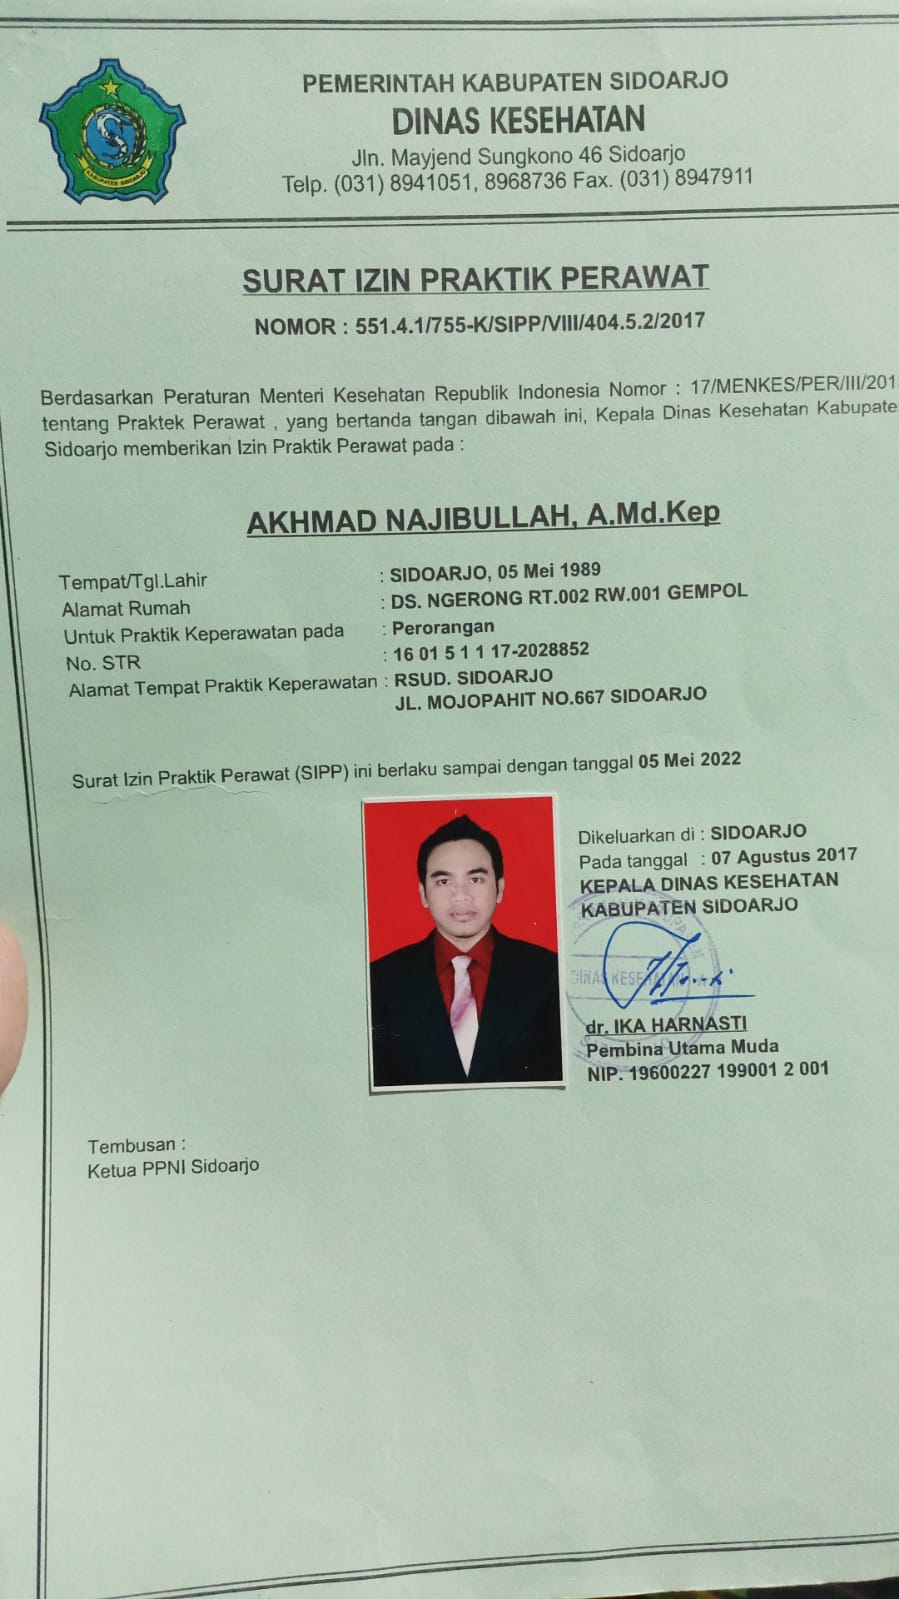 PEMERINTAH KABUPATEN SIDOARJO
DINAS KESEHATAN
Jln. Mayjend Sungkono 46 Sidoarjo
Telp. (031) 8941051, 8968736 Fax. (031) 8947911
KABUPATEN SIDOARJO
SURAT IZIN PRAKTIK PERAWAT
NOMOR : 551.4.1/755-K/SIPP/VIII/404.5.2/2017
Berdasarkan Peraturan Menteri Kesehatan Republik Indonesia Nomor : 17/MENKES/PER/III/201
tentang Praktek Perawat , yang bertanda tangan dibawah ini, Kepala Dinas Kesehatan Kabupate
Sidoarjo memberikan Izin Praktik Perawat pada :
AKHMAD NAJIBULLAH, A.Md.Kep
Tempat/Tgl.Lahir : SIDOARJO, 05 Mei 1989
Alamat Rumah : DS. NGERONG RT.002 RW.001 GEMPOL
Untuk Praktik Keperawatan pada : Perorangan
No. STR : 16 01 5 1 1 17-2028852
Alamat Tempat Praktik Keperawatan : RSUD. SIDOARJO
JL. MOJOPAHIT NO.667 SIDOARJO
Surat Izin Praktik Perawat (SIPP) ini berlaku sampai dengan tanggal 05 Mei 2022
Dikeluarkan di : SIDOARJO
Pada tanggal : 07 Agustus 2017
KEPALA DINAS KESEHATAN
KABUPATEN SIDOARJO
DINAS KESEHATAN
dr. IKA HARNASTI
Pembina Utama Muda
NIP. 19600227 199001 2 001
Tembusan :
Ketua PPNI Sidoarjo